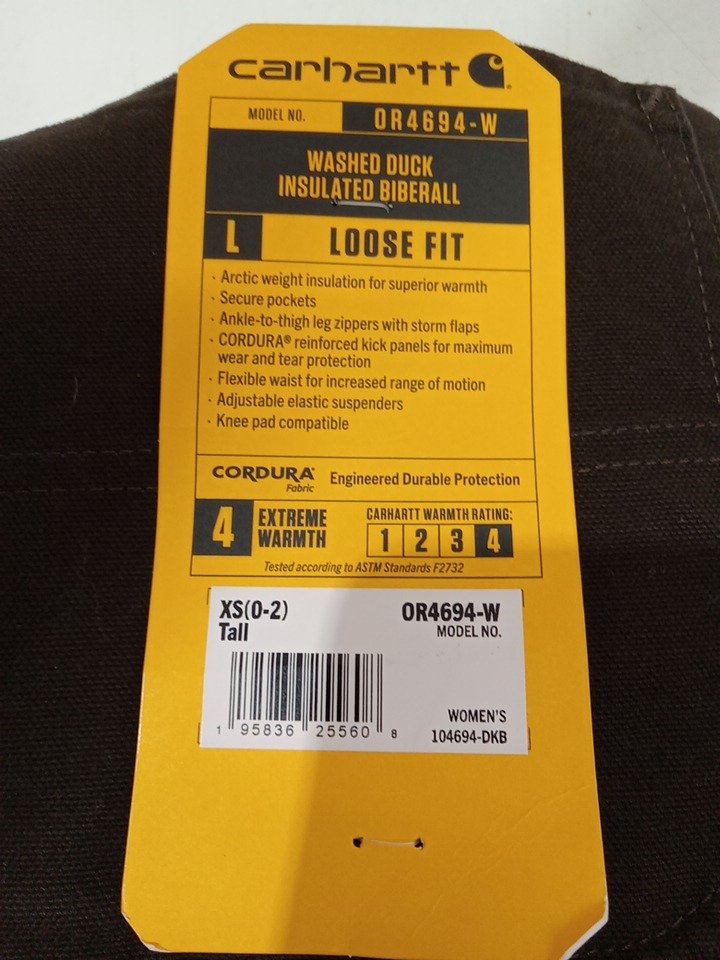 carhartt
MODEL NO. OR4694-W
WASHED DUCK
INSULATED BIBERALL
L LOOSE FIT
· Arctic weight insulation for superior warmth
· Secure pockets
· Ankle-to-thigh leg zippers with storm flaps
· CORDURA® reinforced kick panels for maximum
wear and tear protection
· Flexible waist for increased range of motion
· Adjustable elastic suspenders
· Knee pad compatible
CORDURA® Engineered Durable Protection
Fabric
4 EXTREME
WARMTH
CARHARTT WARMTH RATING:
1 2 3 4
Tested according to ASTM Standards F2732
XS(0-2) OR4694-W
Tall MODEL NO.
1 95836 25560 8
WOMEN'S
104694-DKB